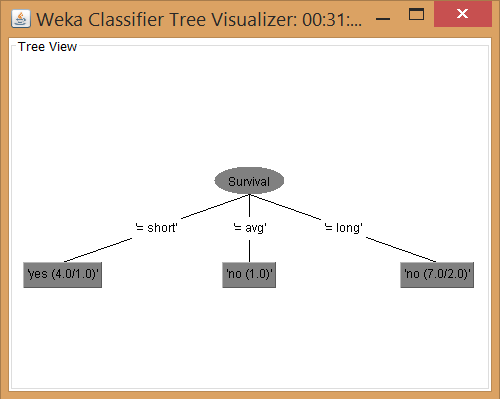 Weka Classifier Tree Visualizer: 00:31:...
Tree View
Survival
'= short' '= avg' '= long'
'yes (4.0/1.0)' 'no (1.0)' 'no (7.0/2.0)'